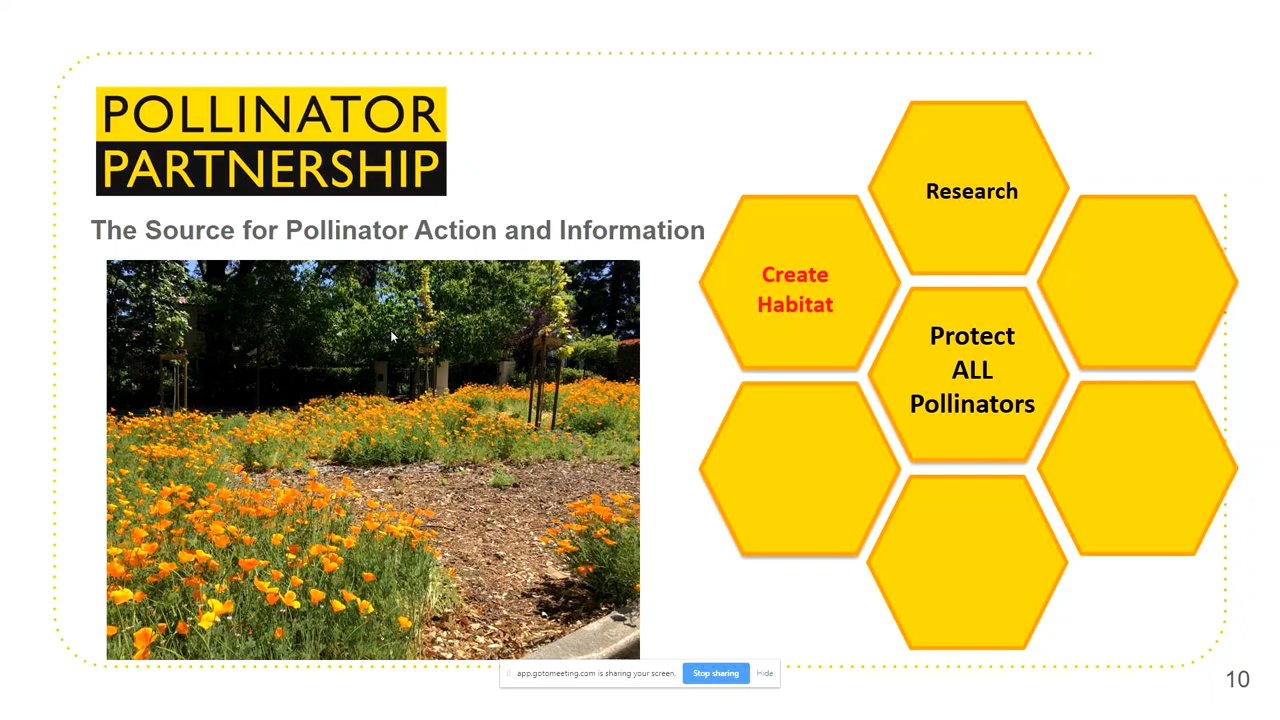 POLLINATOR
PARTNERSHIP
The Source for Pollinator Action and Information
Research
Create
Habitat
Protect
ALL
Pollinators
app.gotomeeting.com is sharing your screen.
Stop sharing
Hide
10